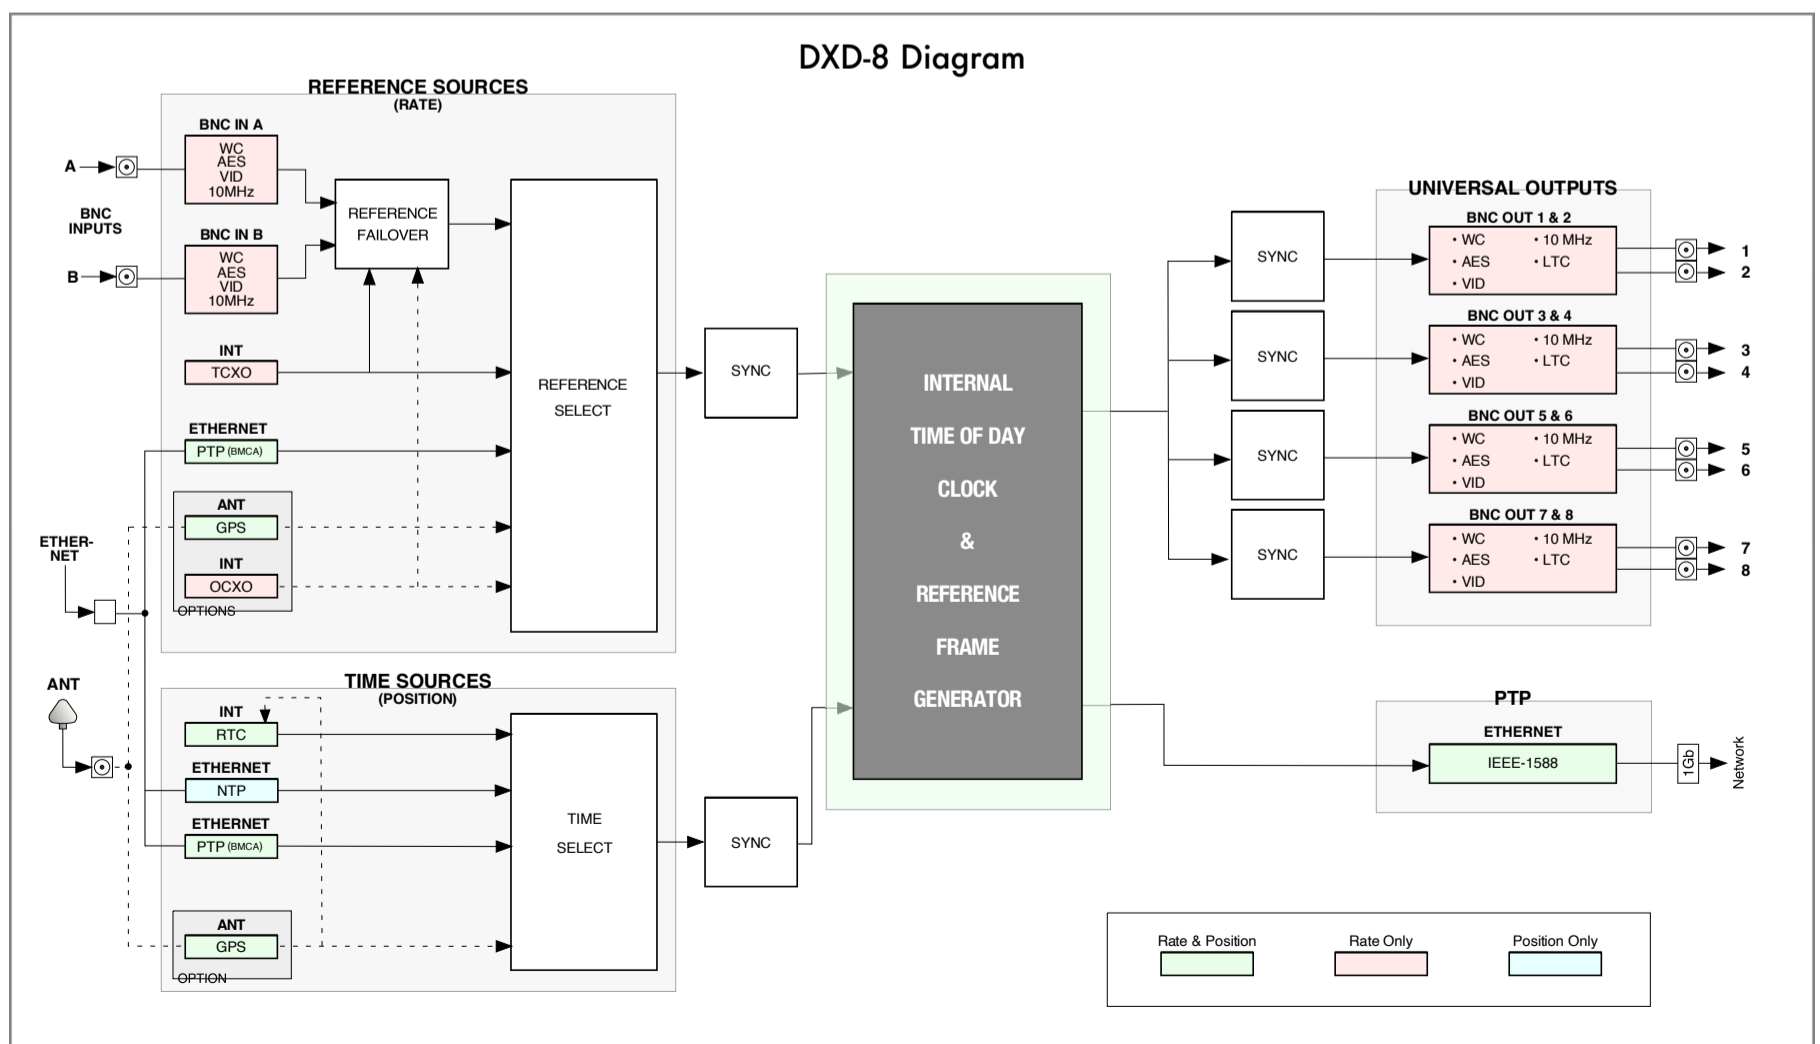 DXD-8 Diagram
REFERENCE SOURCES
(RATE)
BNC IN A
WC
AES
VID
10MHz
A
BNC
INPUTS
BNC IN B
WC
AES
VID
10MHz
B
REFERENCE
FAILOVER
INT
TCXO
ETHERNET
PTP (BMCA)
ANT
GPS
INT
OCXO
OPTIONS
REFERENCE
SELECT
SYNC
ETHER-
NET
ANT
TIME SOURCES
(POSITION)
INT
RTC
ETHERNET
NTP
ETHERNET
PTP (BMCA)
ANT
GPS
OPTION
TIME
SELECT
SYNC
INTERNAL
TIME OF DAY
CLOCK
&
REFERENCE
FRAME
GENERATOR
SYNC
SYNC
SYNC
SYNC
UNIVERSAL OUTPUTS
BNC OUT 1 & 2
• WC • 10 MHz
• AES • LTC
• VID
1
2
BNC OUT 3 & 4
• WC • 10 MHz
• AES • LTC
• VID
3
4
BNC OUT 5 & 6
• WC • 10 MHz
• AES • LTC
• VID
5
6
BNC OUT 7 & 8
• WC • 10 MHz
• AES • LTC
• VID
7
8
PTP
ETHERNET
IEEE-1588
1Gb
Network
Rate & Position
Rate Only
Position Only